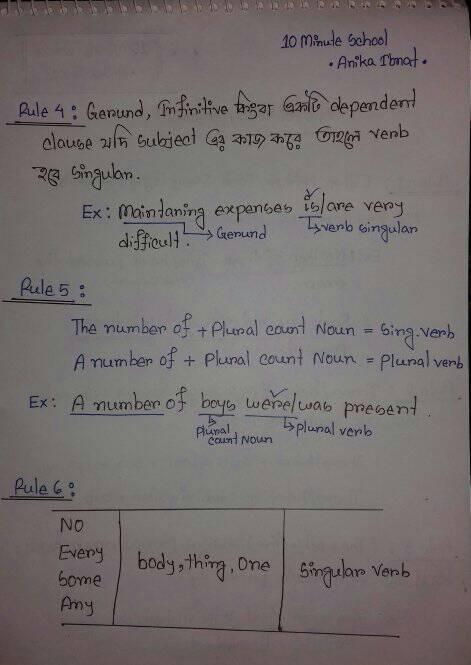 10 Minute School
• Anika Ibnat •
Rule 4: Gerund, Infinitive কিংবা একটি dependent
clause যদি subject এর কাজ করে তাহলে verb
হবে singular.
Ex: Maintaning expenses is/are very
difficult. Gerund verb singular
Rule 5:
The number of + Plural count Noun = Sing. verb
A number of + Plural count Noun = plural verb
Ex: A number of boys were/was present.
Plural count Noun plural verb
Rule 6:
NO
Every
Some
Any
body, thing, One
Singular verb